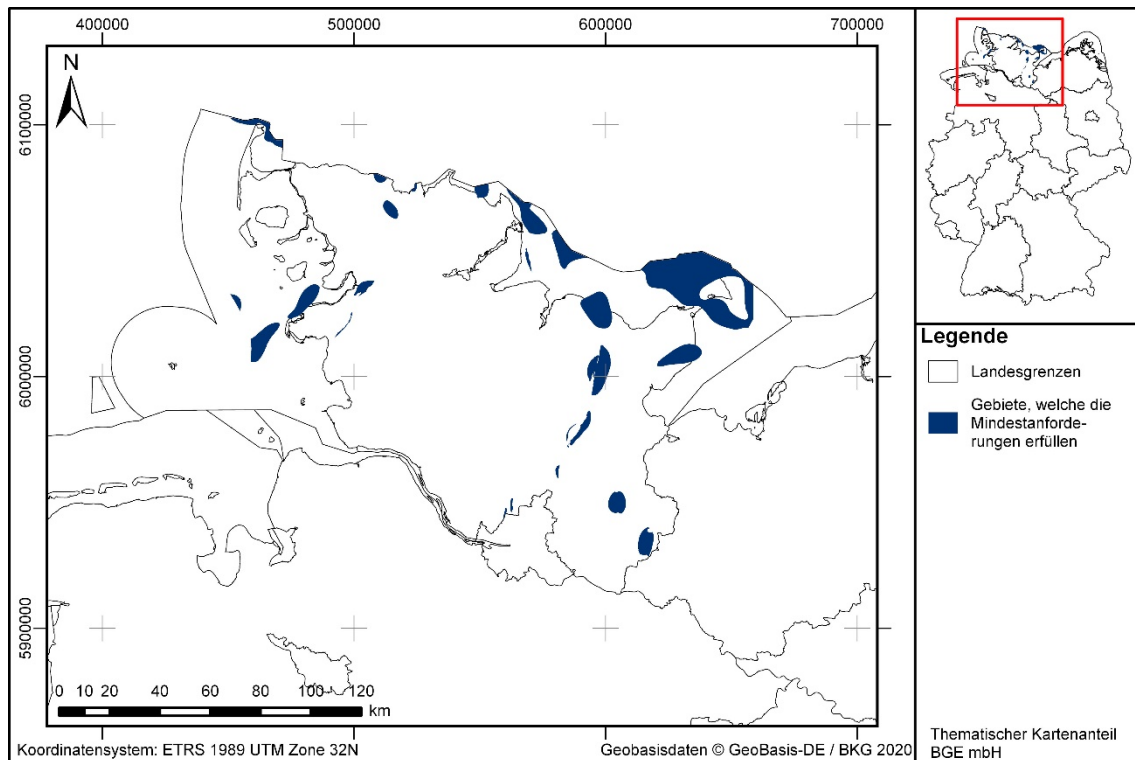 400000 500000 600000 700000
N
6100000
6000000
5900000
0 10 20 40 60 80 100 120
km
Koordinatensystem: ETRS 1989 UTM Zone 32N
Geobasisdaten © GeoBasis-DE / BKG 2020
Legende
Landesgrenzen
Gebiete, welche die
Mindestanforde-
rungen erfüllen
Thematischer Kartenanteil
BGE mbH